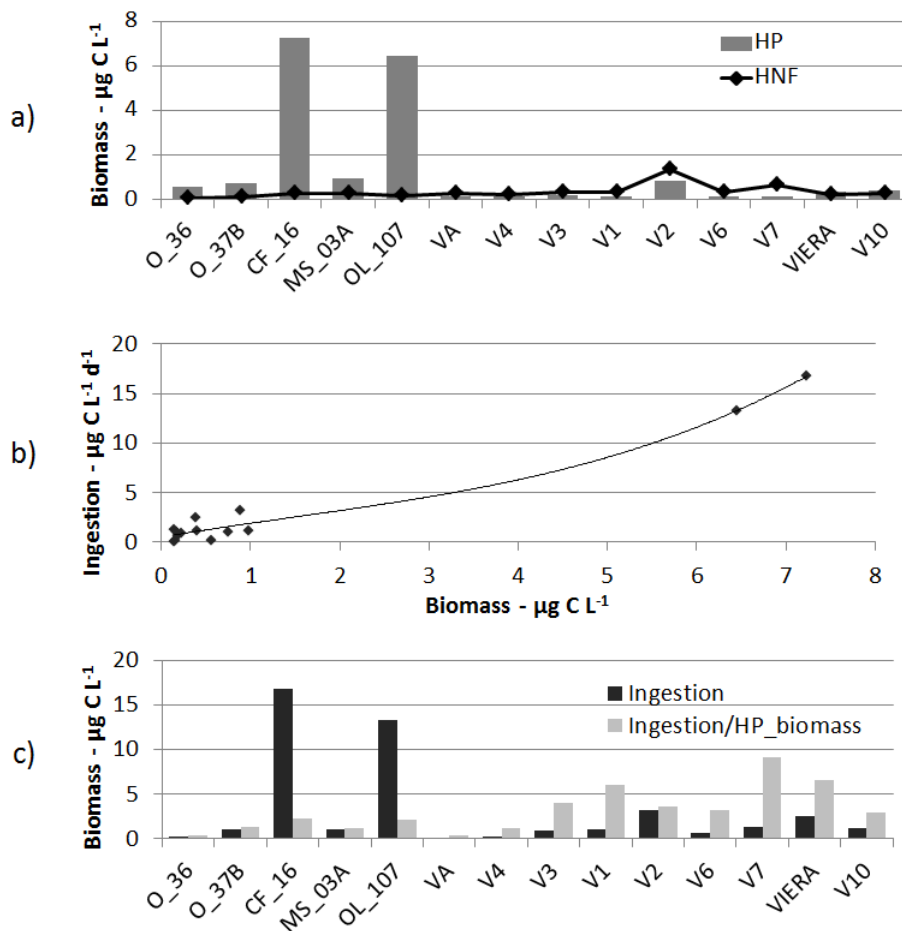 a)
Biomass - µg C L-1
8
6
4
2
0
HP
HNF
O_36
O_37B
CF_16
MS_03A
OL_107
VA
V4
V3
V1
V2
V6
V7
VIERA
V10
b)
Ingestion - µg C L-1 d-1
20
15
10
5
0
0 1 2 3 4 5 6 7 8
Biomass - µg C L-1
c)
Biomass - µg C L-1
20
15
10
5
0
Ingestion
Ingestion/HP_biomass
O_36
O_37B
CF_16
MS_03A
OL_107
VA
V4
V3
V1
V2
V6
V7
VIERA
V10